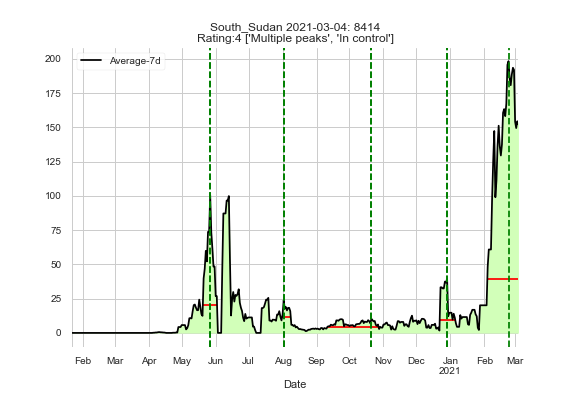 South_Sudan 2021-03-04: 8414
Rating:4 ['Multiple peaks', 'In control']
Average-7d
200
175
150
125
100
75
50
25
0
Feb Mar Apr May Jun Jul Aug Sep Oct Nov Dec Jan Feb Mar
2021
Date